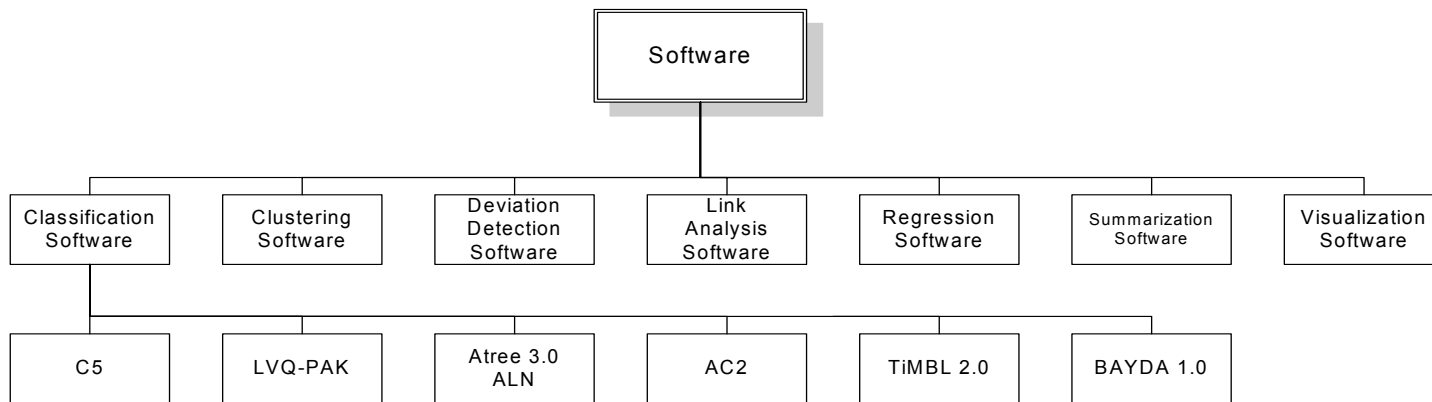 Software
Classification
Software
Clustering
Software
Deviation
Detection
Software
Link
Analysis
Software
Regression
Software
Summarization
Software
Visualization
Software
C5
LVQ-PAK
Atree 3.0
ALN
AC2
TiMBL 2.0
BAYDA 1.0